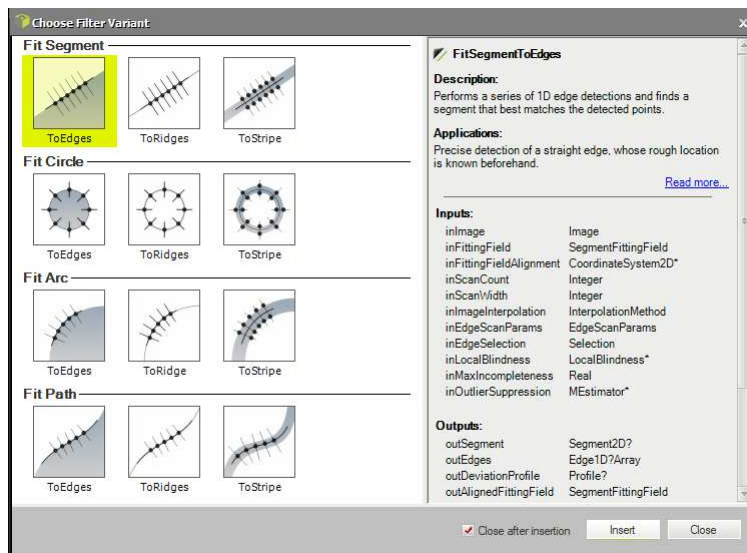 Choose Filter Variant
x
Fit Segment
ToEdges ToRidges ToStripe
Fit Circle
ToEdges ToRidges ToStripe
Fit Arc
ToEdges ToRidge ToStripe
Fit Path
ToEdges ToRidges ToStripe
FitSegmentToEdges
Description:
Performs a series of 1D edge detections and finds a
segment that best matches the detected points.
Applications:
Precise detection of a straight edge, whose rough location
is known beforehand.
Read more...
Inputs:
inImage Image
inFittingField SegmentFittingField
inFittingFieldAlignment CoordinateSystem2D*
inScanCount Integer
inScanWidth Integer
inImageInterpolation InterpolationMethod
inEdgeScanParams EdgeScanParams
inEdgeSelection Selection
inLocalBlindness LocalBlindness*
inMaxIncompleteness Real
inOutlierSuppression MEstimator*
Outputs:
outSegment Segment2D?
outEdges Edge1D?Array
outDeviationProfile Profile?
outAlignedFittingField SegmentFittingField
Close after insertion Insert Close